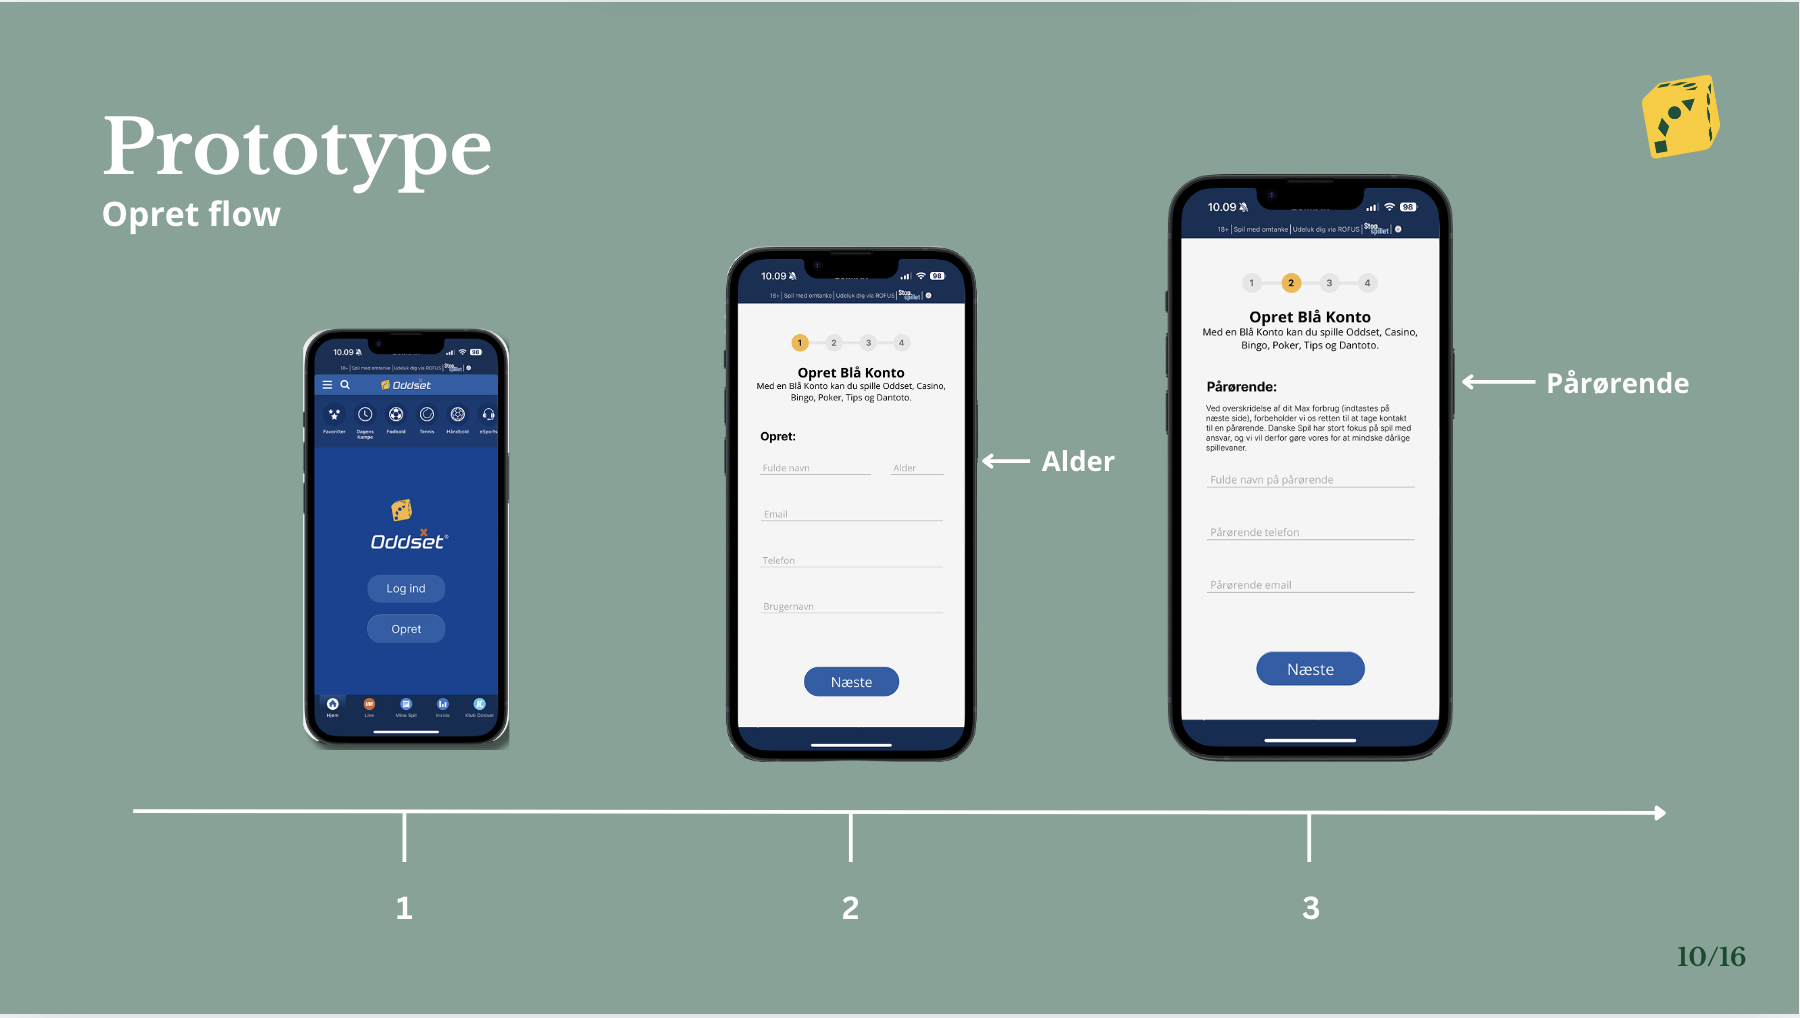 Prototype
Opret flow
10.09
98
18+ | Spil med omtanke | Udeluk dig via ROFUS | Stop spillet
Oddset
Favoritter
Dagens Kampe
Fodbold
Tennis
Håndbold
eSports
Oddset
Log ind
Opret
Hjem
Live
Mine Spil
Inside
Klub Oddset
10.09
98
18+ | Spil med omtanke | Udeluk dig via ROFUS | Stop spillet
1 2 3 4
Opret Blå Konto
Med en Blå Konto kan du spille Oddset, Casino,
Bingo, Poker, Tips og Dantoto.
Opret:
Fulde navn
Alder
Email
Telefon
Brugernavn
Næste
Alder
10.09
98
18+ | Spil med omtanke | Udeluk dig via ROFUS | Stop spillet
1 2 3 4
Opret Blå Konto
Med en Blå Konto kan du spille Oddset, Casino,
Bingo, Poker, Tips og Dantoto.
Pårørende:
Ved overskridelse af dit Max forbrug (indtastes på
næste side), forbeholder vi os retten til at tage kontakt
til en pårørende. Danske Spil har stort fokus på spil med
ansvar, og vi vil derfor gøre vores for at mindske dårlige
spillevaner.
Fulde navn på pårørende
Pårørende telefon
Pårørende email
Næste
Pårørende
1
2
3
10/16